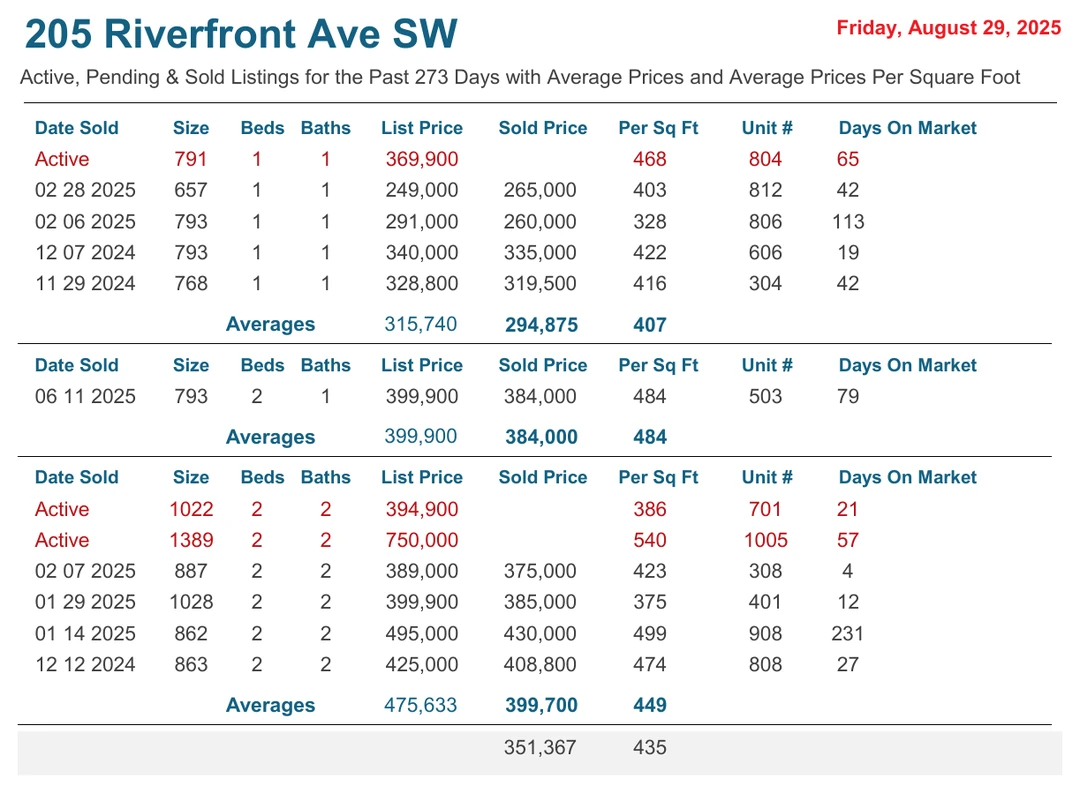 205 Riverfront Ave SW
Friday, August 29, 2025
Active, Pending & Sold Listings for the Past 273 Days with Average Prices and Average Prices Per Square Foot
Date Sold Size Beds Baths List Price Sold Price Per Sq Ft Unit # Days On Market
Active 791 1 1 369,900 468 804 65
02 28 2025 657 1 1 249,000 265,000 403 812 42
02 06 2025 793 1 1 291,000 260,000 328 806 113
12 07 2024 793 1 1 340,000 335,000 422 606 19
11 29 2024 768 1 1 328,800 319,500 416 304 42
Averages 315,740 294,875 407
Date Sold Size Beds Baths List Price Sold Price Per Sq Ft Unit # Days On Market
06 11 2025 793 2 1 399,900 384,000 484 503 79
Averages 399,900 384,000 484
Date Sold Size Beds Baths List Price Sold Price Per Sq Ft Unit # Days On Market
Active 1022 2 2 394,900 386 701 21
Active 1389 2 2 750,000 540 1005 57
02 07 2025 887 2 2 389,000 375,000 423 308 4
01 29 2025 1028 2 2 399,900 385,000 375 401 12
01 14 2025 862 2 2 495,000 430,000 499 908 231
12 12 2024 863 2 2 425,000 408,800 474 808 27
Averages 475,633 399,700 449
351,367 435